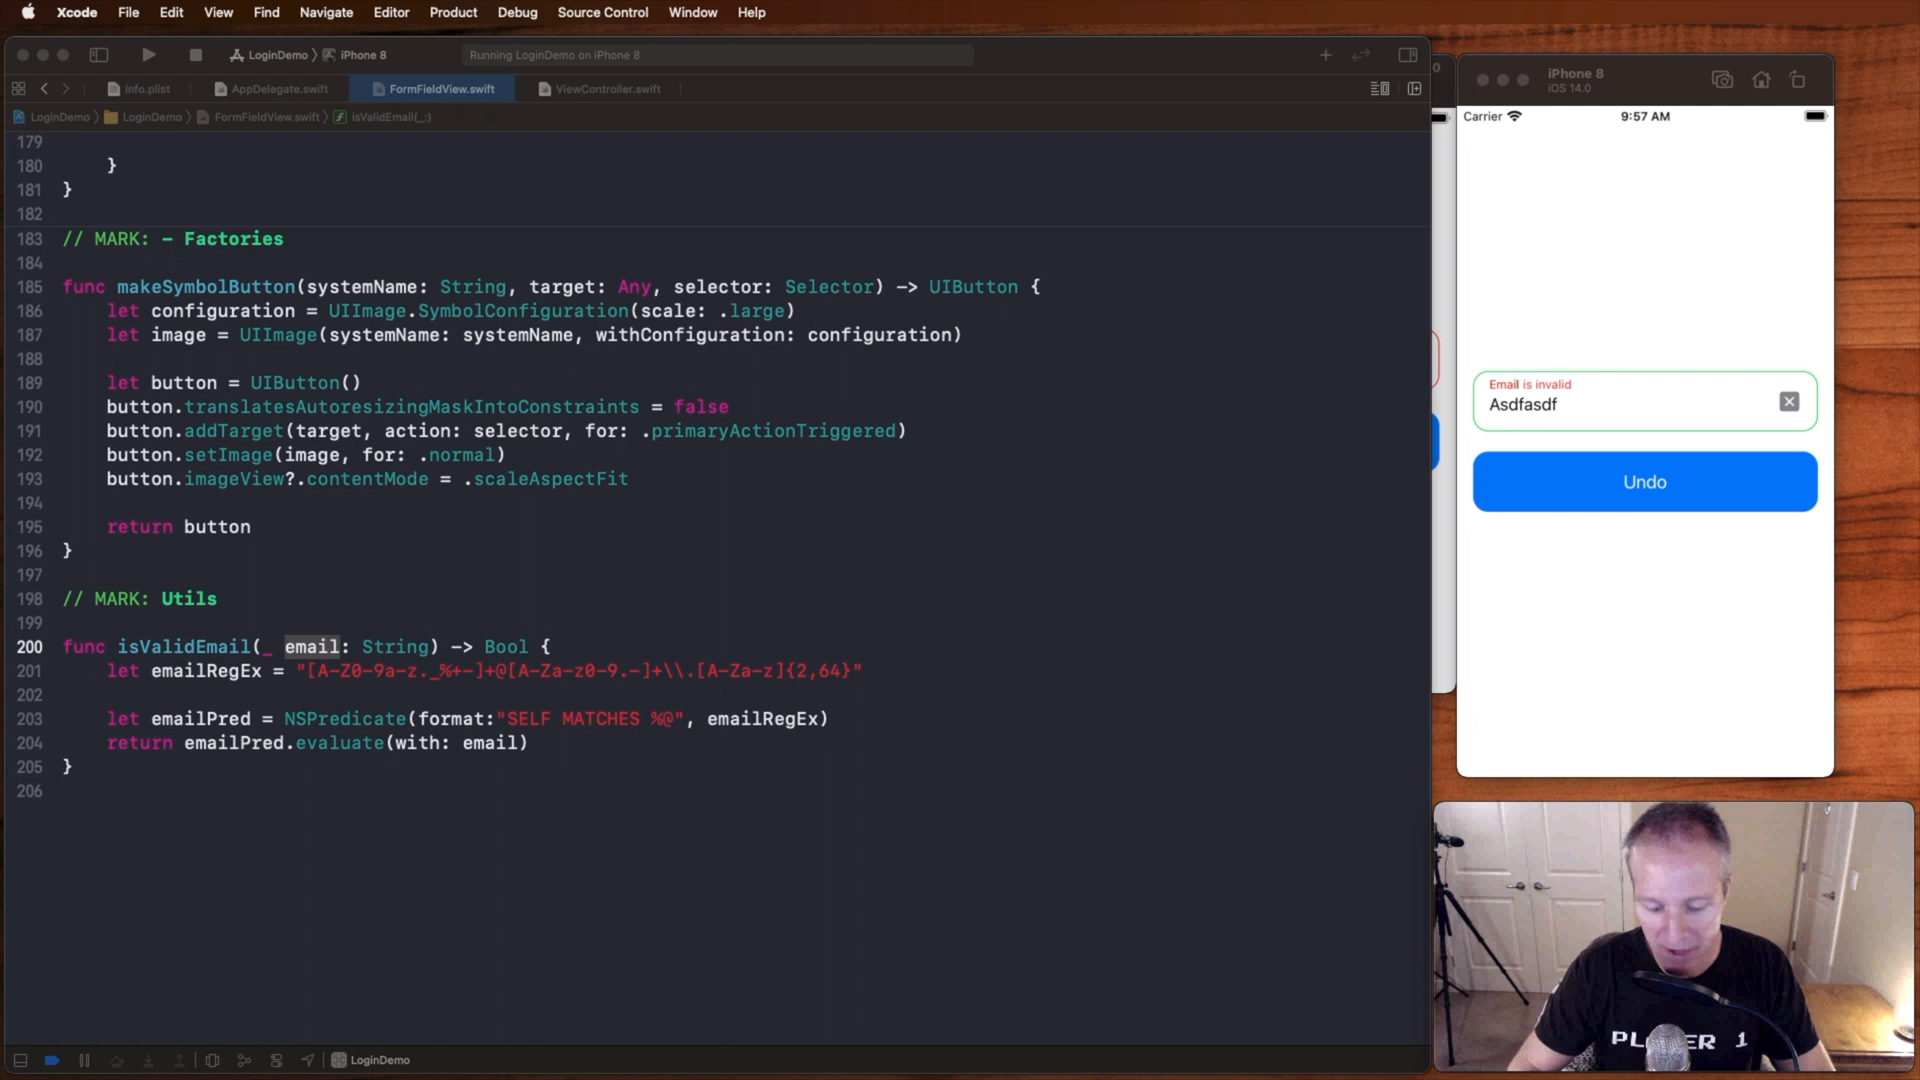 Xcode File Edit View Find Navigate Editor Product Debug Source Control Window Help
LoginDemo iPhone 8 Running LoginDemo on iPhone 8
Info.plist AppDelegate.swift FormFieldView.swift ViewController.swift
LoginDemo LoginDemo FormFieldView.swift isValidEmail(_:)
179
180 }
181 }
182
183 // MARK: - Factories
184
185 func makeSymbolButton(systemName: String, target: Any, selector: Selector) -> UIButton {
186 let configuration = UIImage.SymbolConfiguration(scale: .large)
187 let image = UIImage(systemName: systemName, withConfiguration: configuration)
188
189 let button = UIButton()
190 button.translatesAutoresizingMaskIntoConstraints = false
191 button.addTarget(target, action: selector, for: .primaryActionTriggered)
192 button.setImage(image, for: .normal)
193 button.imageView?.contentMode = .scaleAspectFit
194
195 return button
196 }
197
198 // MARK: Utils
199
200 func isValidEmail(_ email: String) -> Bool {
201 let emailRegEx = "[A-Z0-9a-z._%+-]+@[A-Za-z0-9.-]+\\.[A-Za-z]{2,64}"
202
203 let emailPred = NSPredicate(format:"SELF MATCHES %@", emailRegEx)
204 return emailPred.evaluate(with: email)
205 }
206
LoginDemo
0
iPhone 8
iOS 14.0
Carrier 9:57 AM
Email is invalid
Asdfasdf
Undo
1